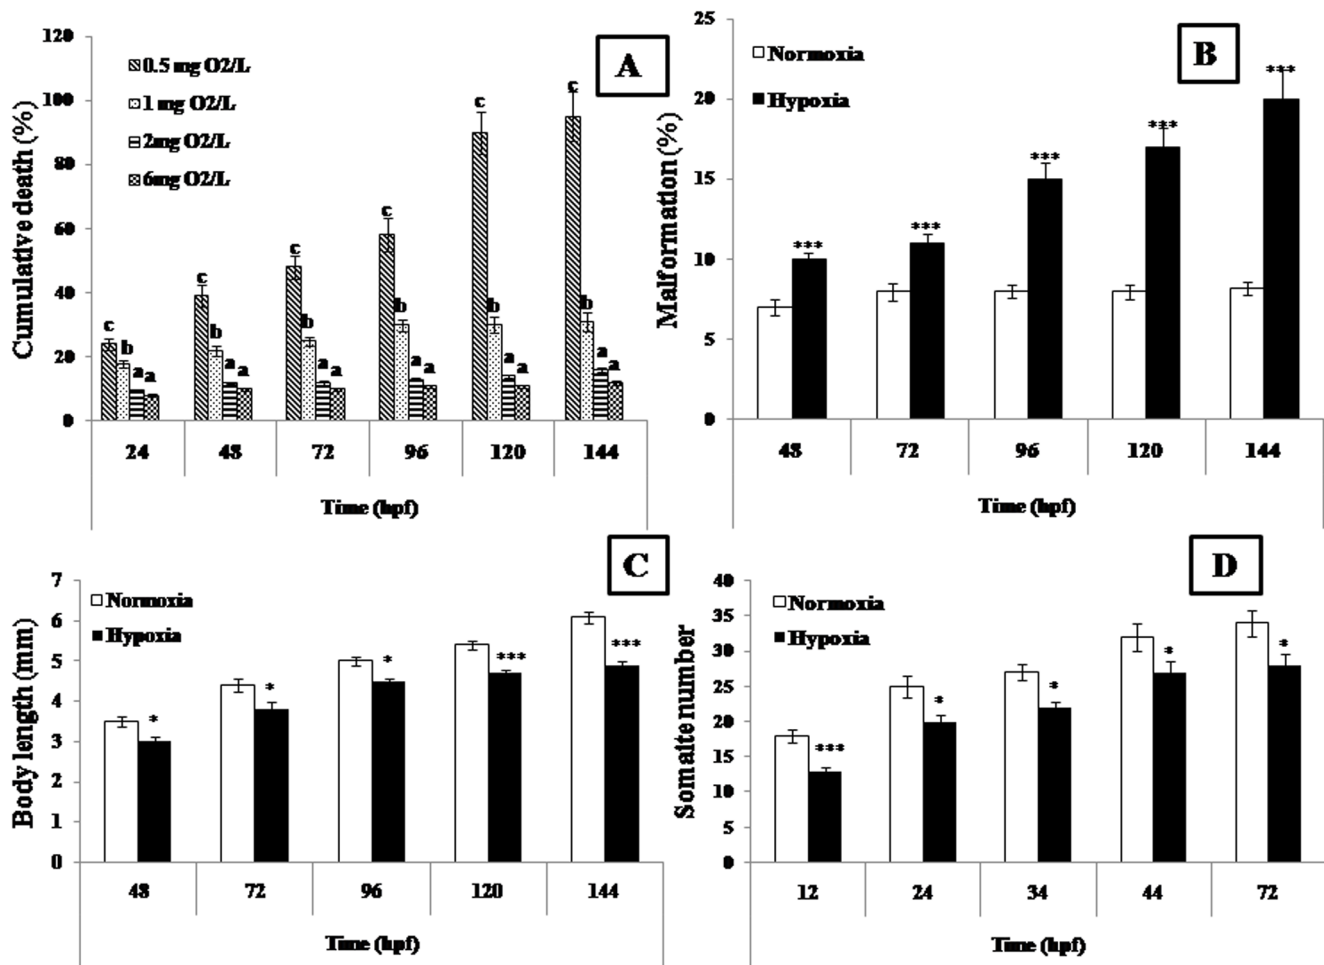 A
Cumulative death (%)
120
100
80
60
40
20
0
0.5 mg O2/L
1 mg O2/L
2mg O2/L
6mg O2/L
c b a a
c b a a
c b a a
c b a a
c b a a
c b a a
24 48 72 96 120 144
Time (hpf)
B
Malformation (%)
25
20
15
10
5
0
Normoxia
Hypoxia
*** *** *** *** ***
48 72 96 120 144
Time (hpf)
C
Body length (mm)
7
6
5
4
3
2
1
0
Normoxia
Hypoxia
* * * *** ***
48 72 96 120 144
Time (hpf)
D
Somaite number
40
35
30
25
20
15
10
5
0
Normoxia
Hypoxia
*** * * * *
12 24 34 44 72
Time (hpf)